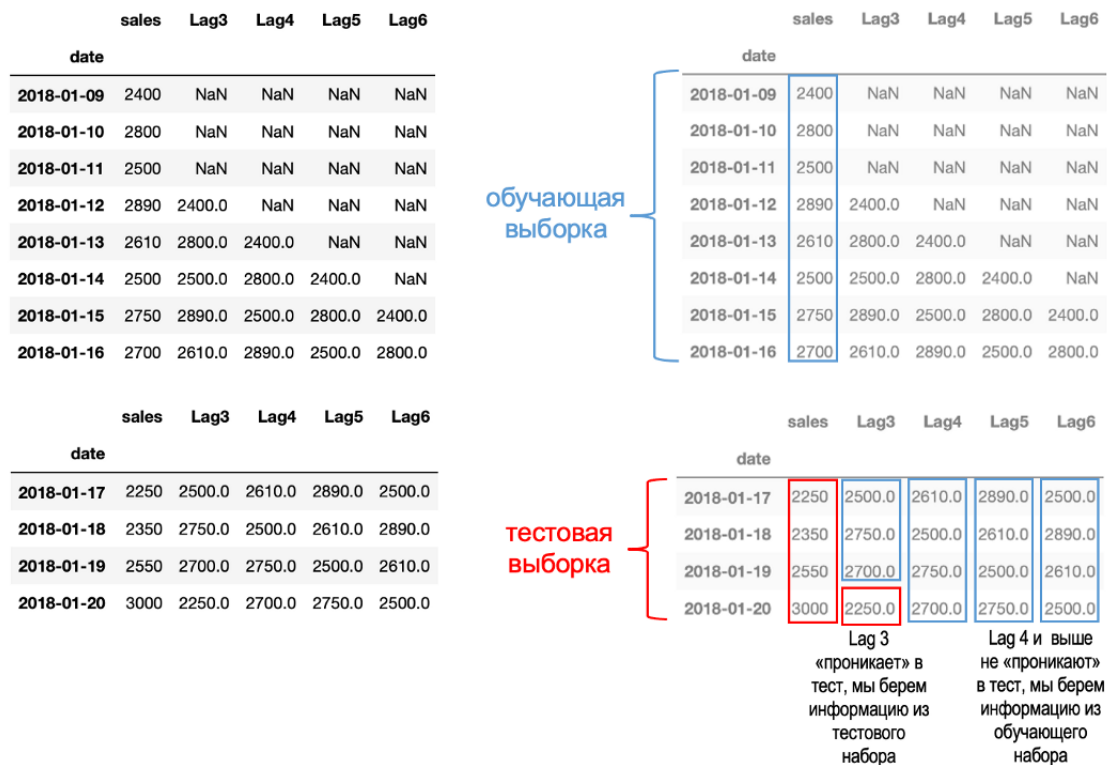 sales Lag3 Lag4 Lag5 Lag6
date
2018-01-09 2400 NaN NaN NaN NaN
2018-01-10 2800 NaN NaN NaN NaN
2018-01-11 2500 NaN NaN NaN NaN
2018-01-12 2890 2400.0 NaN NaN NaN
2018-01-13 2610 2800.0 2400.0 NaN NaN
2018-01-14 2500 2500.0 2800.0 2400.0 NaN
2018-01-15 2750 2890.0 2500.0 2800.0 2400.0
2018-01-16 2700 2610.0 2890.0 2500.0 2800.0
sales Lag3 Lag4 Lag5 Lag6
date
2018-01-17 2250 2500.0 2610.0 2890.0 2500.0
2018-01-18 2350 2750.0 2500.0 2610.0 2890.0
2018-01-19 2550 2700.0 2750.0 2500.0 2610.0
2018-01-20 3000 2250.0 2700.0 2750.0 2500.0
обучающая
выборка
sales Lag3 Lag4 Lag5 Lag6
date
2018-01-09 2400 NaN NaN NaN NaN
2018-01-10 2800 NaN NaN NaN NaN
2018-01-11 2500 NaN NaN NaN NaN
2018-01-12 2890 2400.0 NaN NaN NaN
2018-01-13 2610 2800.0 2400.0 NaN NaN
2018-01-14 2500 2500.0 2800.0 2400.0 NaN
2018-01-15 2750 2890.0 2500.0 2800.0 2400.0
2018-01-16 2700 2610.0 2890.0 2500.0 2800.0
тестовая
выборка
sales Lag3 Lag4 Lag5 Lag6
date
2018-01-17 2250 2500.0 2610.0 2890.0 2500.0
2018-01-18 2350 2750.0 2500.0 2610.0 2890.0
2018-01-19 2550 2700.0 2750.0 2500.0 2610.0
2018-01-20 3000 2250.0 2700.0 2750.0 2500.0
Lag 3
«проникает» в
тест, мы берем
информацию из
тестового
набора
Lag 4 и выше
не «проникают»
в тест, мы берем
информацию из
обучающего
набора